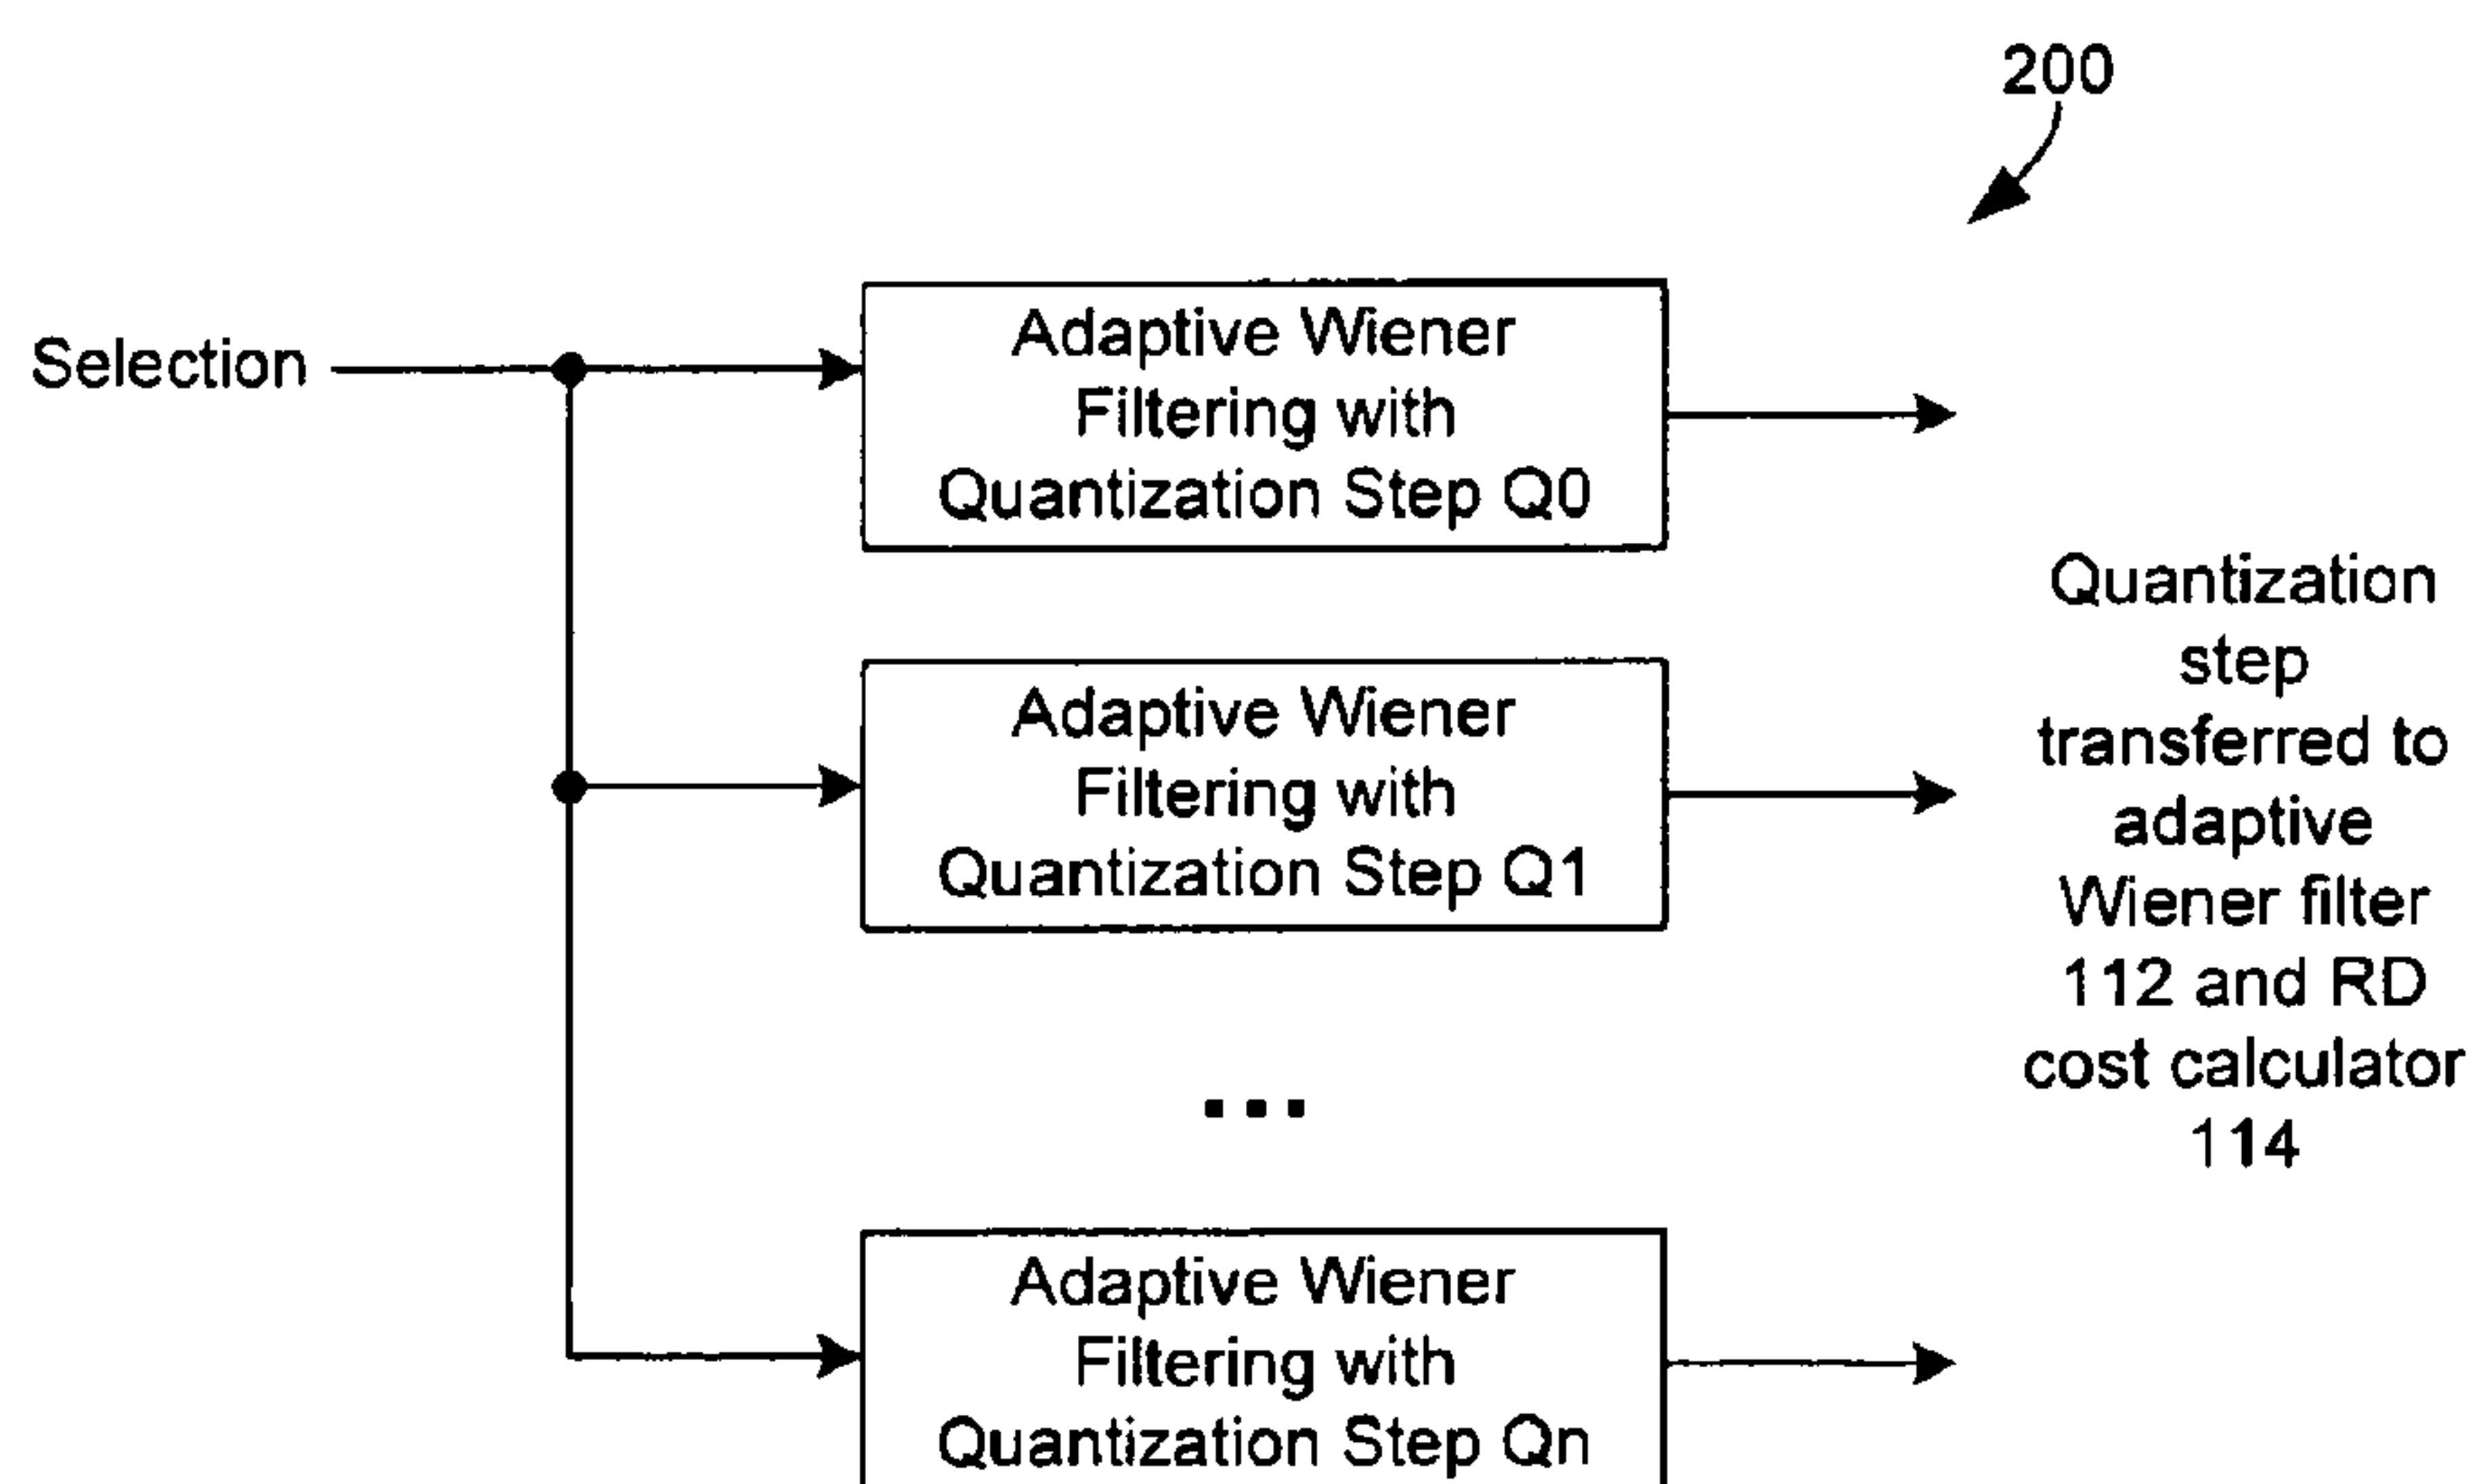 200
Selection
Adaptive Wiener
Filtering with
Quantization Step Q0
Adaptive Wiener
Filtering with
Quantization Step Q1
...
Adaptive Wiener
Filtering with
Quantization Step Qn
Quantization
step
transferred to
adaptive
Wiener filter
112 and RD
cost calculator
114